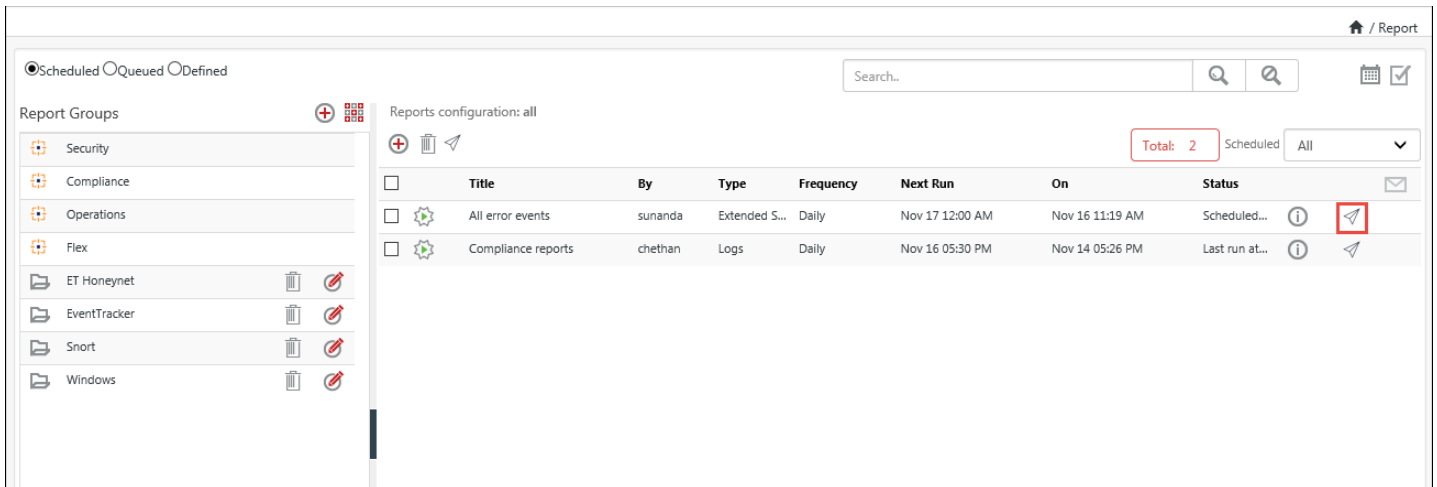 / Report
Scheduled Queued Defined
Search..
Report Groups
Reports configuration: all
Total: 2
Scheduled
All
Security
Compliance
Operations
Flex
ET Honeynet
EventTracker
Snort
Windows
Title By Type Frequency Next Run On Status
All error events sunanda Extended S... Daily Nov 17 12:00 AM Nov 16 11:19 AM Scheduled...
Compliance reports chethan Logs Daily Nov 16 05:30 PM Nov 14 05:26 PM Last run at...